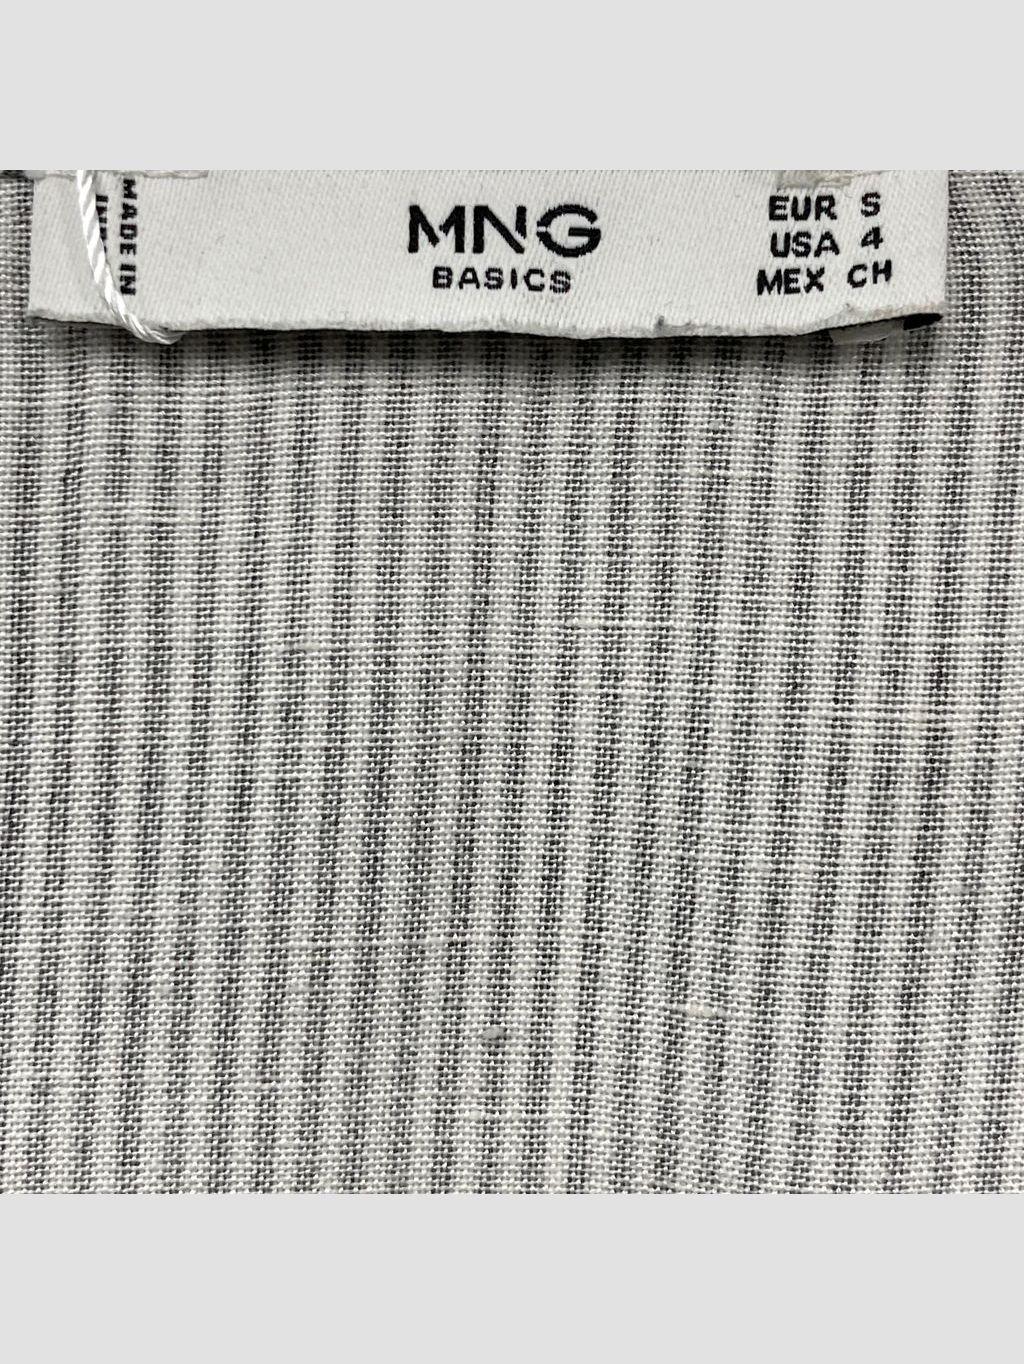 MADE IN
MNG
BASICS
EUR S
USA 4
MEX CH